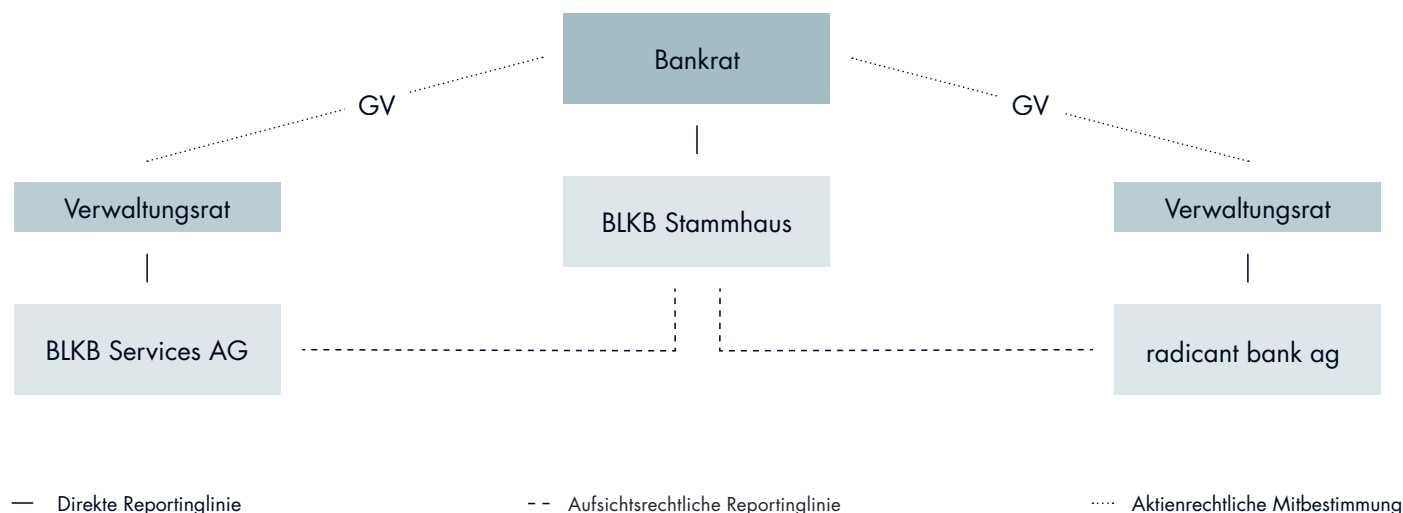 Bankrat
GV
GV
Verwaltungsrat
BLKB Stammhaus
Verwaltungsrat
BLKB Services AG
radicant bank ag
Direkte Reportinglinie
Aufsichtsrechtliche Reportinglinie
Aktienrechtliche Mitbestimmung